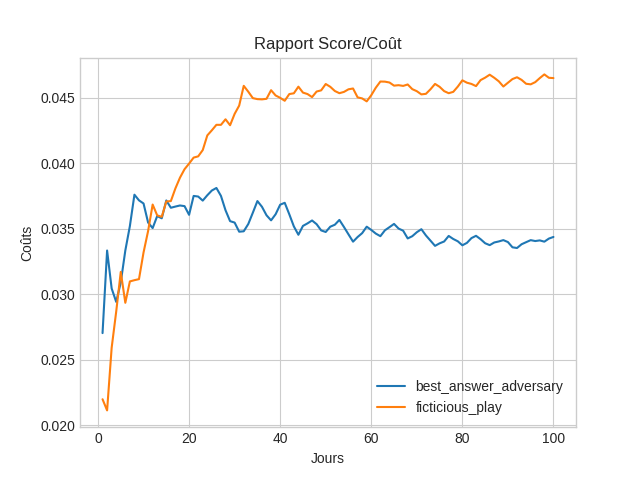 Rapport Score/Coût
0.045
0.040
0.035
0.030
0.025
0.020
Coûts
best_answer_adversary
ficticious_play
0 20 40 60 80 100
Jours